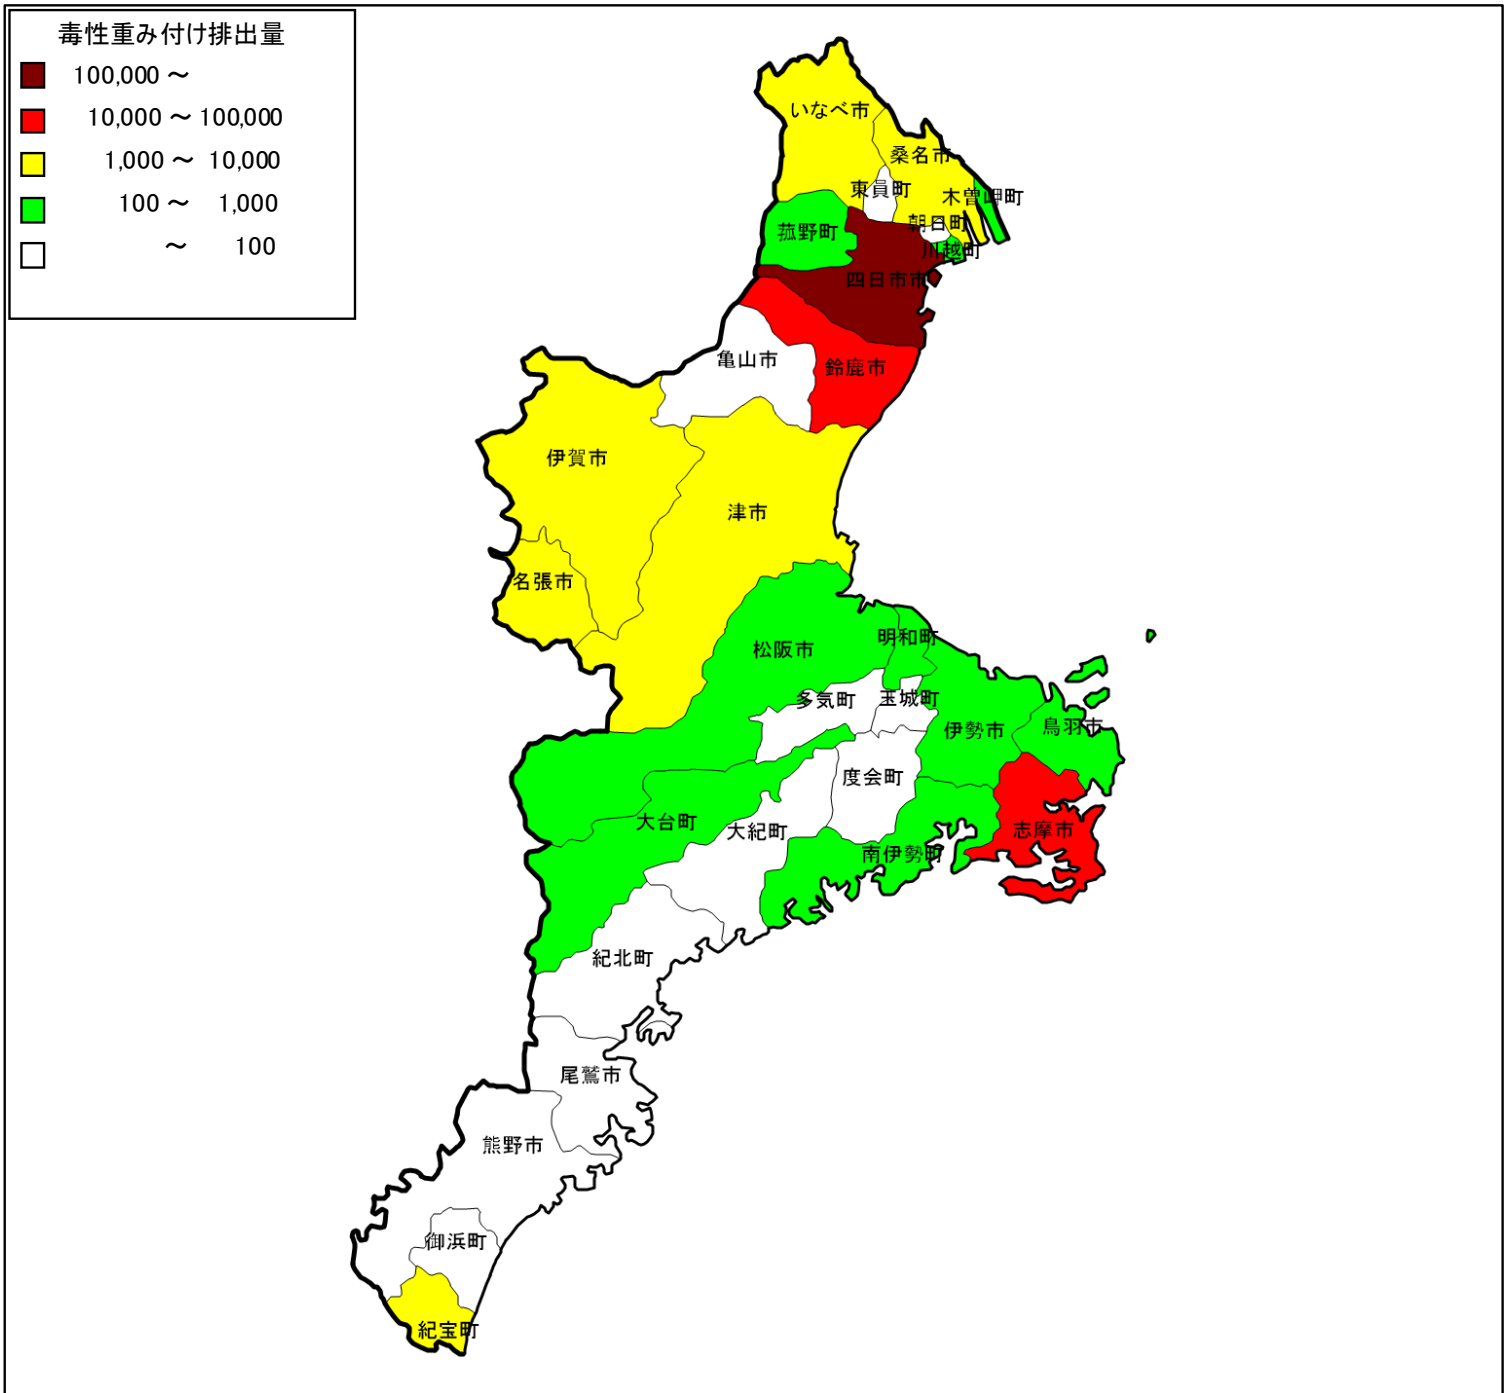 毒性重み付け排出量
100,000 ~
10,000 ~ 100,000
1,000 ~ 10,000
100 ~ 1,000
~ 100
いなべ市
桑名市
東員町
木曽岬町
朝日町
菰野町
川越町
四日市市
亀山市
鈴鹿市
伊賀市
津市
名張市
松阪市
明和町
多気町
玉城町
伊勢市
鳥羽市
度会町
大台町
大紀町
志摩市
南伊勢町
紀北町
尾鷲市
熊野市
御浜町
紀宝町